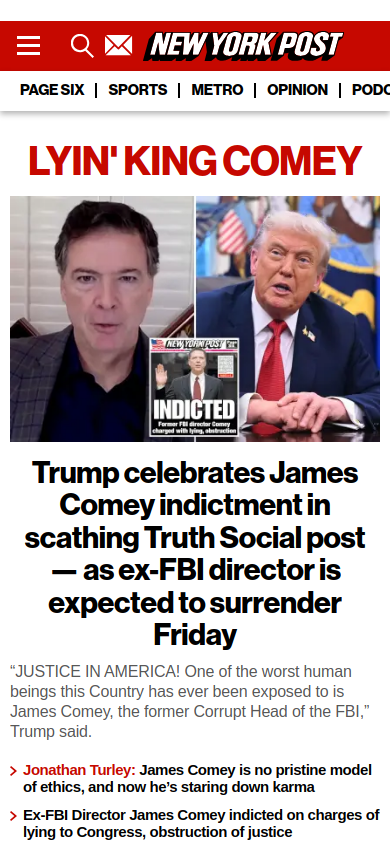 NEW YORK POST
PAGE SIX
SPORTS
METRO
OPINION
PODC
LYIN' KING COMEY
NEW YORK POST
INDICTED
Former FBI director Comey
charged with lying, obstruction
Trump celebrates James
Comey indictment in
scathing Truth Social post
— as ex-FBI director is
expected to surrender
Friday
“JUSTICE IN AMERICA! One of the worst human
beings this Country has ever been exposed to is
James Comey, the former Corrupt Head of the FBI,”
Trump said.
Jonathan Turley: James Comey is no pristine model
of ethics, and now he’s staring down karma
Ex-FBI Director James Comey indicted on charges of
lying to Congress, obstruction of justice